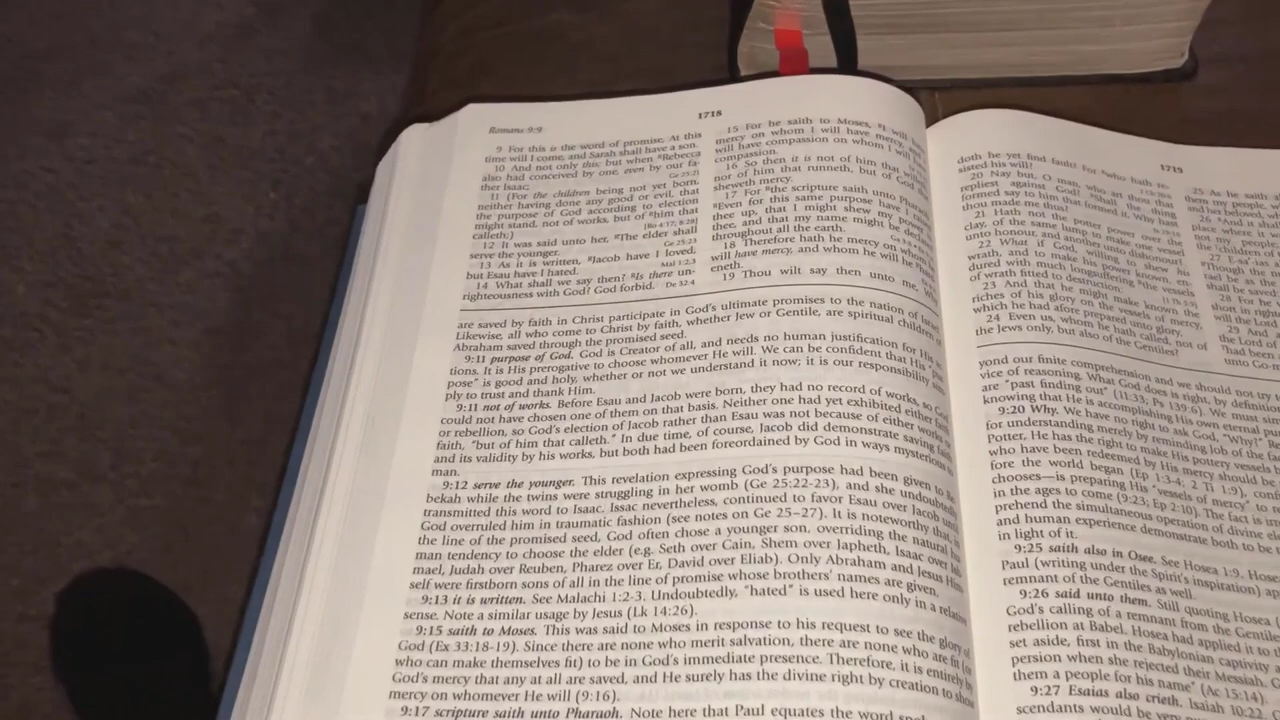 Romans 9:9
1718
9 For this is the word of promise, At this
time will I come, and Sarah shall have a son.
10 And not only this; but when Rebecca
also had conceived by one, even by our fa-
ther Isaac;
Ge 25:21
11 (For the children being not yet born,
neither having done any good or evil, that
the purpose of God according to election
might stand, not of works, but of him that
calleth;)
12 It was said unto her, The elder shall
serve the younger.
Ge 25:23
13 As it is written, Jacob have I loved,
but Esau have I hated.
Mal 1:2,3
14 What shall we say then? Is there un-
righteousness with God? God forbid.
De 32:4
15 For he saith to Moses, I will
mercy on whom I will have mercy,
will have compassion on whom I will
compassion.
16 So then it is not of him that
nor of him that runneth, but of God
sheweth mercy.
17 For the scripture saith unto Pharaoh,
Even for this same purpose have I
thee up, that I might shew my power
thee, and that my name might be
throughout all the earth.
18 Therefore hath he mercy on whom
will have mercy, and whom he will he
eneth.
19 Thou wilt say then unto me,
are saved by faith in Christ participate in God's ultimate promises to the nation of Israel.
Likewise, all who come to Christ by faith, whether Jew or Gentile, are spiritual children of
Abraham saved through the promised seed.
9:11 purpose of God. God is Creator of all, and needs no human justification for His
tions. It is His prerogative to choose whomever He will. We can be confident that His
pose" is good and holy, whether or not we understand it now; it is our responsibility
ply to trust and thank Him.
9:11 not of works. Before Esau and Jacob were born, they had no record of works, so God
could not have chosen one of them on that basis. Neither one had yet exhibited either faith
or rebellion, so God's election of Jacob rather than Esau was not because of either works or
faith, "but of him that calleth." In due time, of course, Jacob did demonstrate saving faith
and its validity by his works, but both had been foreordained by God in ways mysterious to
man.
9:12 serve the younger. This revelation expressing God's purpose had been given to
bekah while the twins were struggling in her womb (Ge 25:22-23), and she undoubtedly
transmitted this word to Isaac. Issac nevertheless, continued to favor Esau over Jacob until
God overruled him in traumatic fashion (see notes on Ge 25–27). It is noteworthy that, in
the line of the promised seed, God often chose a younger son, overriding the natural
man tendency to choose the elder (e.g. Seth over Cain, Shem over Japheth, Isaac over
mael, Judah over Reuben, Pharez over Er, David over Eliab). Only Abraham and Jesus
self were firstborn sons of all in the line of promise whose brothers' names are given.
9:13 it is written. See Malachi 1:2-3. Undoubtedly, "hated" is used here only in a relative
sense. Note a similar usage by Jesus (Lk 14:26).
9:15 saith to Moses. This was said to Moses in response to his request to see the glory of
God (Ex 33:18-19). Since there are none who merit salvation, there are none who are fit (or
who can make themselves fit) to be in God's immediate presence. Therefore, it is entirely by
God's mercy that any at all are saved, and He surely has the divine right by creation to show
mercy on whomever He will (9:16).
9:17 scripture saith unto Pharaoh. Note here that Paul equates the word
1719
doth he yet find fault? For who hath re-
sisted his will?
20 Nay but, O man, who art thou that
repliest against God? Shall the thing
formed say to him that formed it, Why hast
thou made me thus?
21 Hath not the potter power over the
clay, of the same lump to make one vessel
unto honour, and another unto dishonour?
22 What if God, willing to shew his
wrath, and to make his power known, en-
dured with much longsuffering the vessels
of wrath fitted to destruction:
23 And that he might make known the
riches of his glory on the vessels of mercy,
which he had afore prepared unto glory,
24 Even us, whom he hath called, not of
the Jews only, but also of the Gentiles?
25 As he saith
them my people,
and her beloved,
26 And it shall
place where it
not my people;
the children of
27
Though the
rael be as the
shall be saved:
28 For he
short in right
will the Lord
29 And
the Lord of
had been
unto
yond our finite comprehension and we should not try
vice of reasoning. What God does is right, by definition
are "past finding out" (11:33; Ps 139:6). We must
knowing that He is accomplishing His own eternal
9:20 Why. We have no right to ask God, "Why?"
for understanding merely by reminding Job of the
Potter, He has the right to make His pottery vessels
who have been redeemed by His mercy should be
fore the world began (Ep 1:3-4; 2 T 1:9),
chooses—is preparing His "vessels of mercy" to
in the ages to come (9:23; Ep 2:10). The fact is
prehend the simultaneous operation of divine
and human experience demonstrate both to be
in light of it.
9:25 saith also in Osee. See Hosea 1:9.
Paul (writing under the Spirit's inspiration)
remnant of the Gentiles as well.
9:26 said unto them. Still quoting Hosea
God's calling of a remnant from the Gentile
rebellion at Babel. Hosea had applied it to
set aside, first in the Babylonian captivity
persion when she rejected their Messiah.
them a people for his name" (Ac 15:14).
9:27 Esaias also crieth. Isaiah 10:22
scendants would be